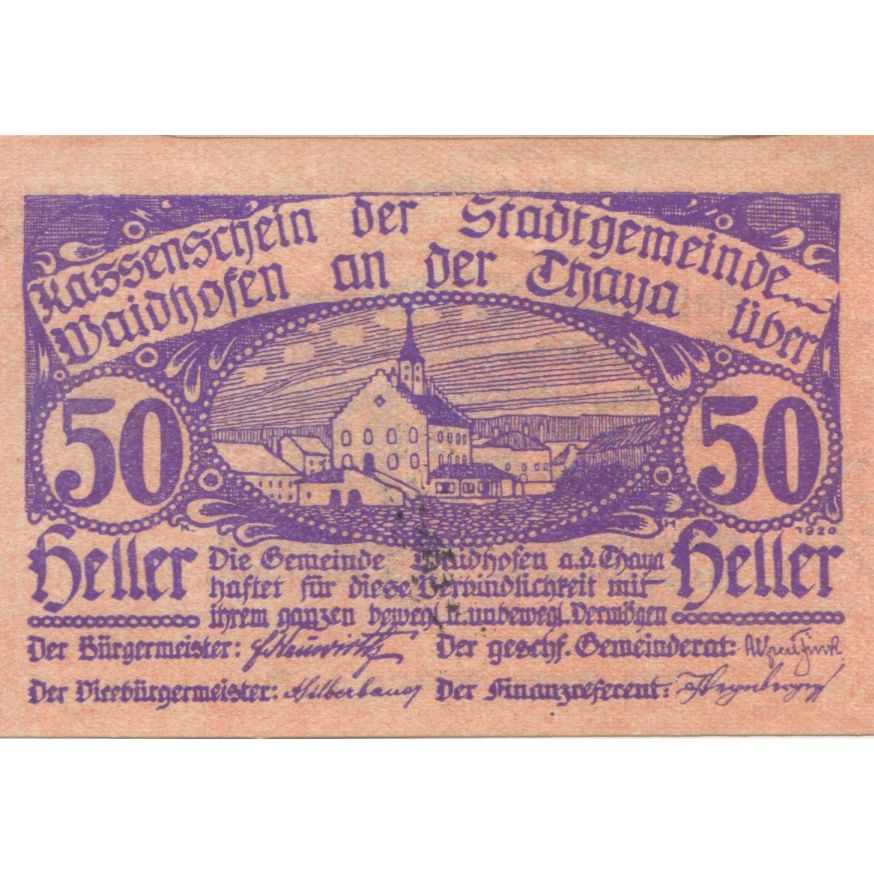 Kassenschein der Stadtgemeinde
Waidhofen an der Thaya über
50 50
Heller Heller
Die Gemeinde Waidhofen a.d. Thaya
haftet für diese Verbindlichkeit mit
ihrem ganzen bewegl. u. unbewegl. Vermögen
1920
Der Bürgermeister: Der geschf. Gemeinderat:
Der Vicebürgermeister: Der Finanzreferent: